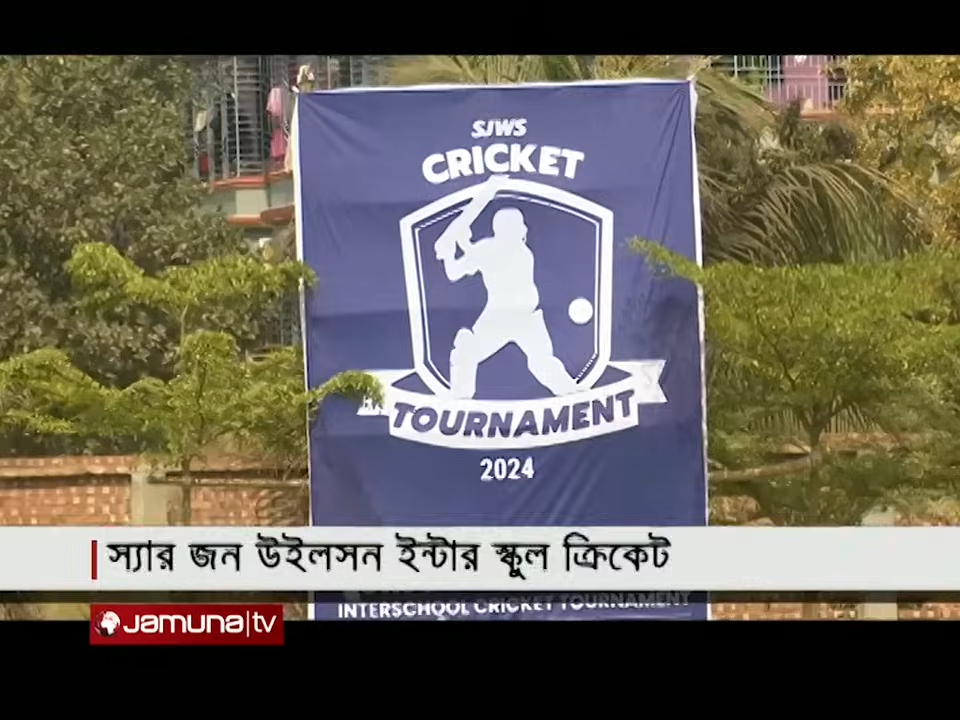 SJWS
CRICKET
TOURNAMENT
2024
স্যার জন উইলসন ইন্টার স্কুল ক্রিকেট
INTERSCHOOL CRICKET TOURNAMENT
Jamuna|tv